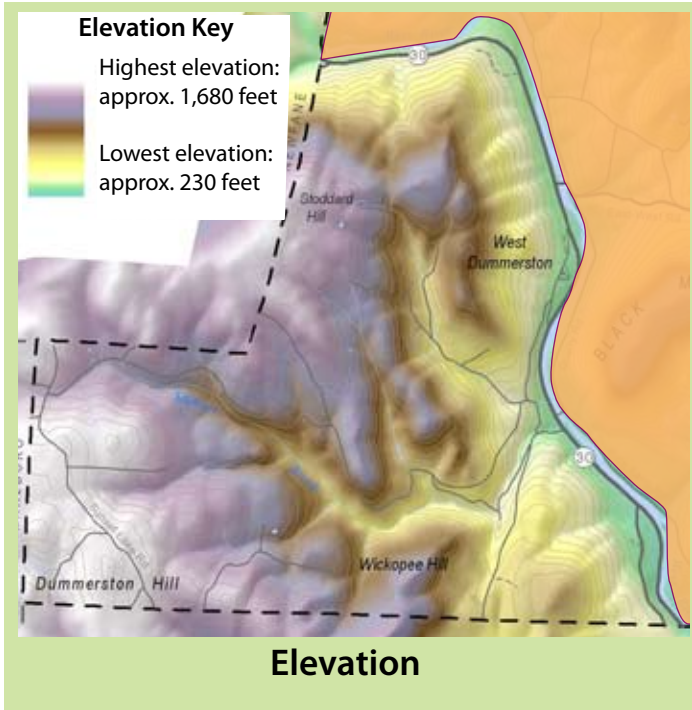 Elevation Key
Highest elevation:
approx. 1,680 feet
Lowest elevation:
approx. 230 feet
30
Stoddard
Hill
West
Dummerston
BLACK
M
30
Wickopee Hill
Dummerston Hill
Elevation